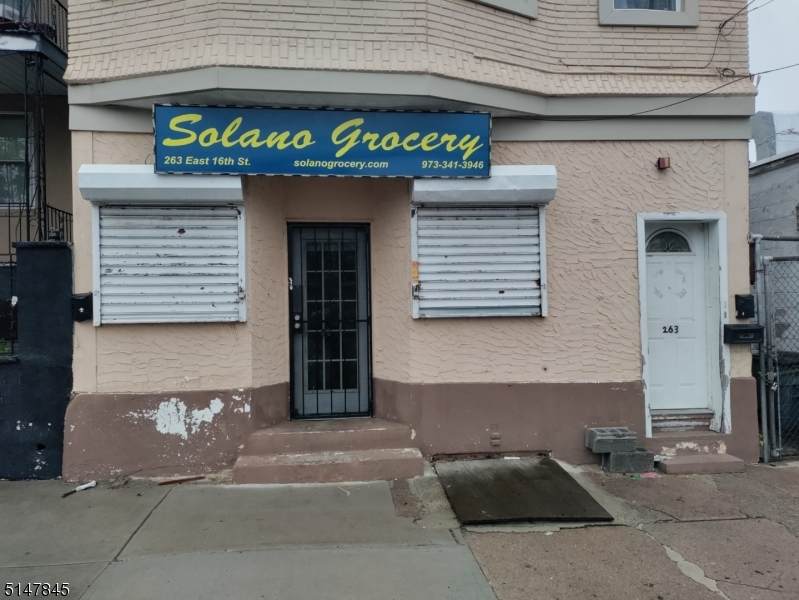 Solano Grocery
263 East 16th St. solanogrocery.com 973-341-3946
263
5147845